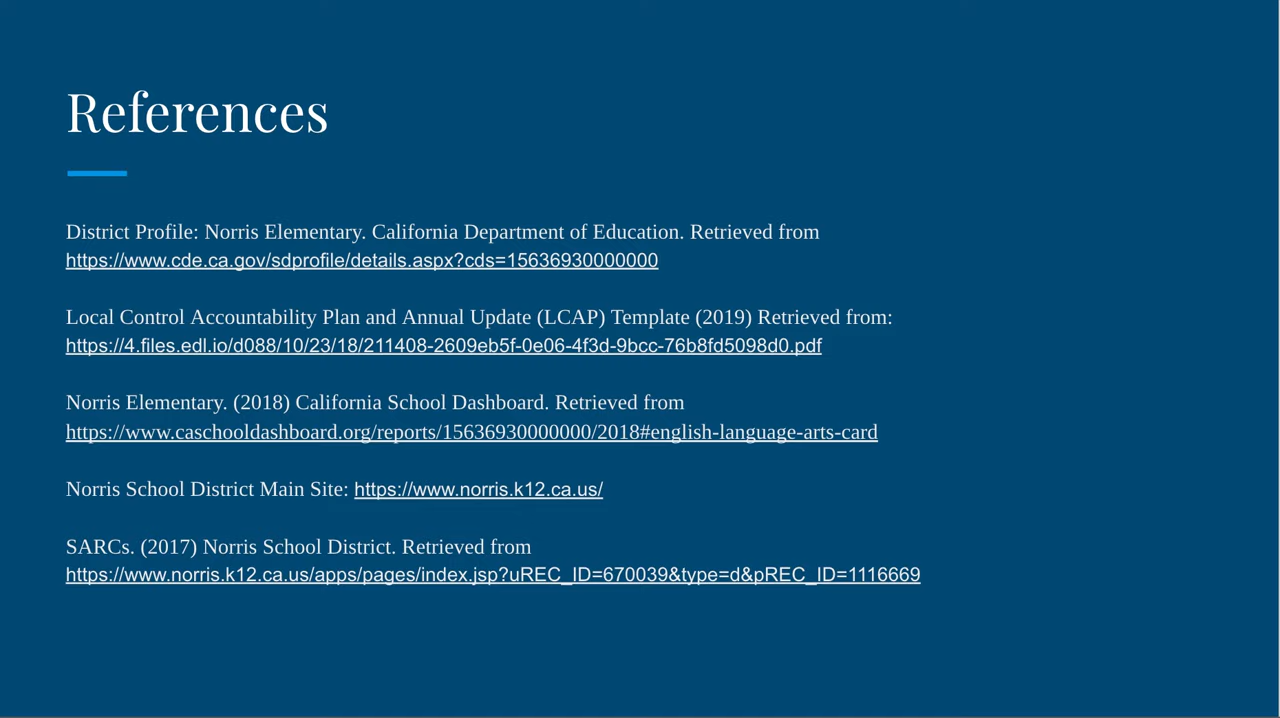 References
District Profile: Norris Elementary. California Department of Education. Retrieved from
https://www.cde.ca.gov/sdprofile/details.aspx?cds=15636930000000
Local Control Accountability Plan and Annual Update (LCAP) Template (2019) Retrieved from:
https://4.files.edl.io/d088/10/23/18/211408-2609eb5f-0e06-4f3d-9bcc-76b8fd5098d0.pdf
Norris Elementary. (2018) California School Dashboard. Retrieved from
https://www.caschooldashboard.org/reports/15636930000000/2018#english-language-arts-card
Norris School District Main Site: https://www.norris.k12.ca.us/
SARCs. (2017) Norris School District. Retrieved from
https://www.norris.k12.ca.us/apps/pages/index.jsp?uREC_ID=670039&type=d&pREC_ID=1116669